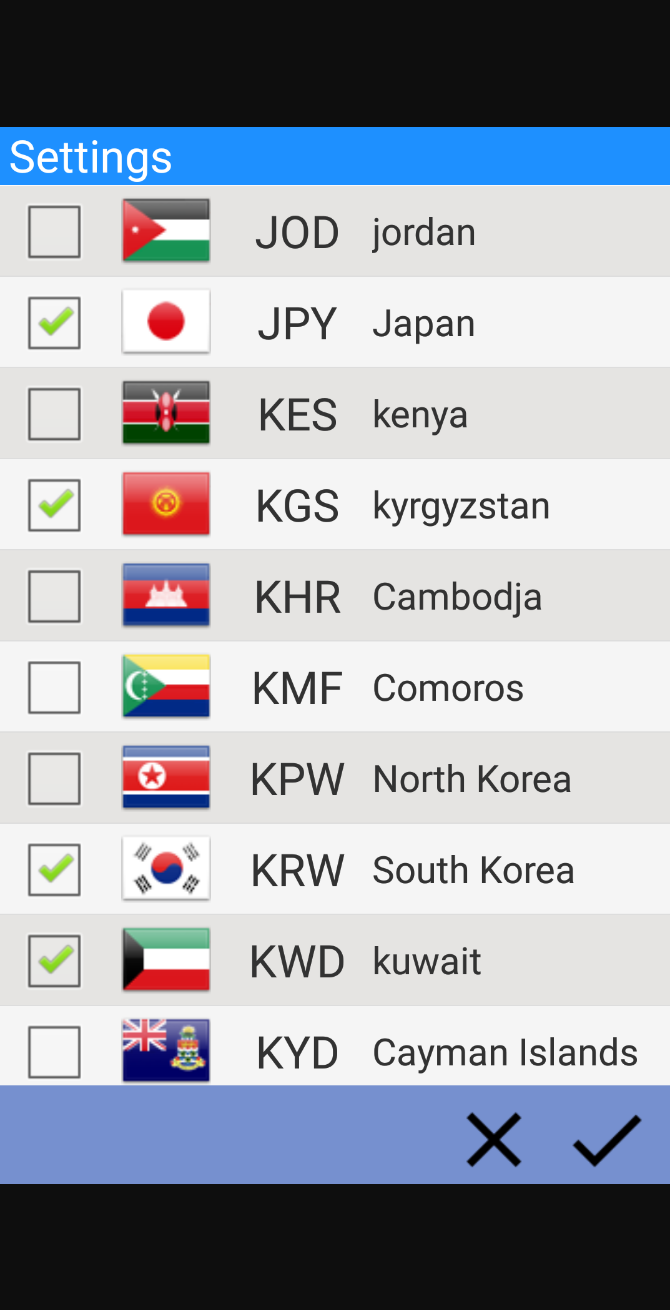 Settings
JOD jordan
JPY Japan
KES kenya
KGS kyrgyzstan
KHR Cambodja
KMF Comoros
KPW North Korea
KRW South Korea
KWD kuwait
KYD Cayman Islands